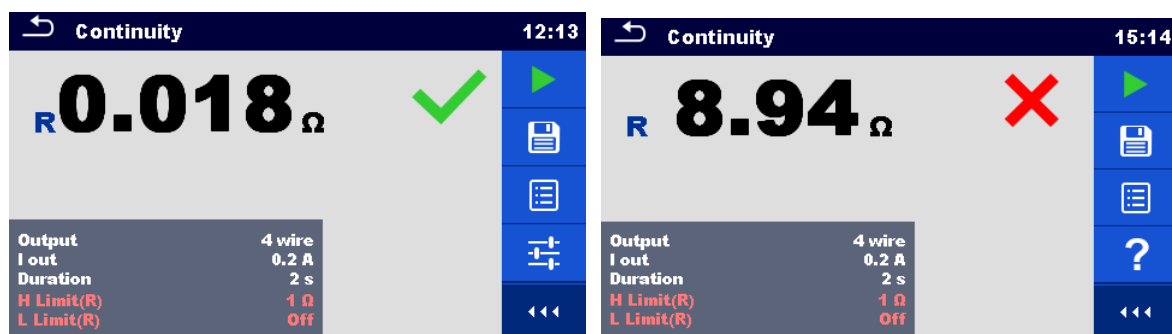 Continuity 12:13
R 0.018 Ω
Output 4 wire
I out 0.2 A
Duration 2 s
H Limit(R) 1 Ω
L Limit(R) Off
Continuity 15:14
R 8.94 Ω
?
Output 4 wire
I out 0.2 A
Duration 2 s
H Limit(R) 1 Ω
L Limit(R) Off